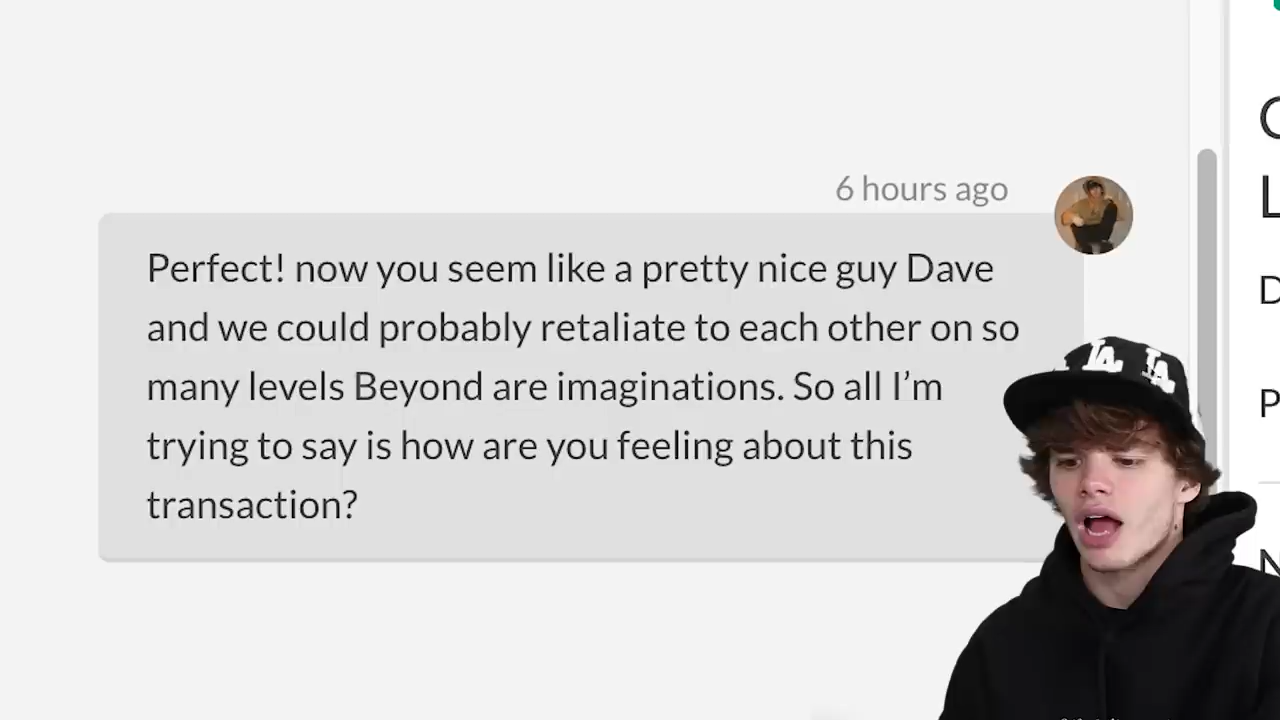 6 hours ago
Perfect! now you seem like a pretty nice guy Dave
and we could probably retaliate to each other on so
many levels Beyond are imaginations. So all I’m
trying to say is how are you feeling about this
transaction?
LA LA